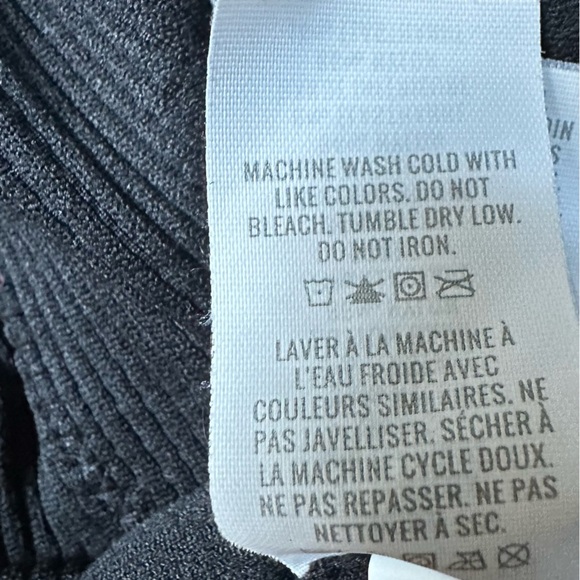 MACHINE WASH COLD WITH
LIKE COLORS. DO NOT
BLEACH. TUMBLE DRY LOW.
DO NOT IRON.
LAVER À LA MACHINE À
L'EAU FROIDE AVEC
COULEURS SIMILAIRES. NE
PAS JAVELLISER. SÉCHER À
LA MACHINE CYCLE DOUX.
NE PAS REPASSER. NE PAS
NETTOYER À SEC.